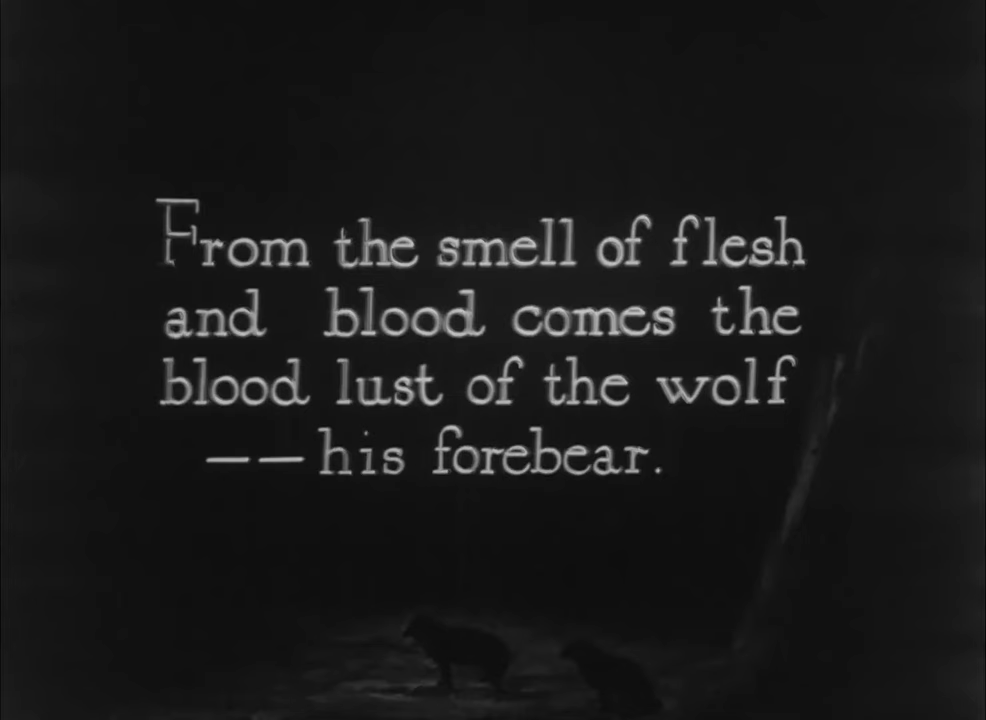 From the smell of flesh
and blood comes the
blood lust of the wolf
——his forebear.